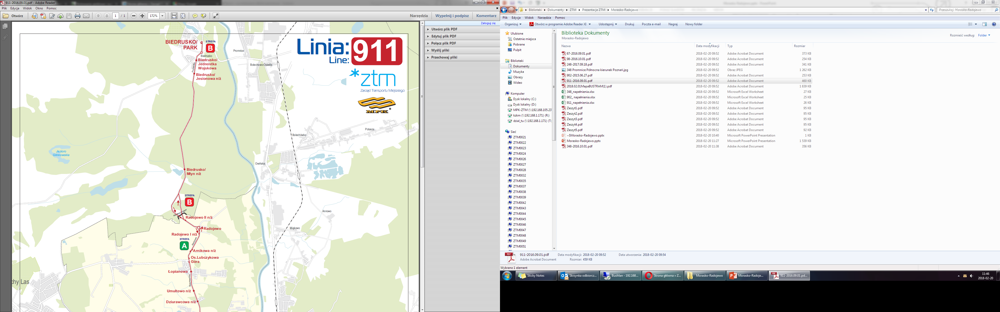 911-2016.09.01.pdf - Adobe Reader
Plik Edycja Widok Okno Pomoc
Otwórz
1 / 1
172%
Narzędzia Wypełnij i podpisz Komentarz
Zaloguj się
Utwórz plik PDF
Edytuj plik PDF
Połącz plik PDF
Wyślij pliki
Przechowaj pliki
BIEDRUSKO/
PARK
STREFA
B
Biedrusko
Biedrusko/
Jednostka
Wojskowa
Biedrusko/
Jesionowa n/ż
Promnice
Bolechowo-Osiedle
Linia: 911
Line:
*ztm
Zarząd Transportu Miejskiego
MPK®
Potasze
Bolechówko
Jezioro
Glinnowskie
Owińska
Biedrusko/
Młyn n/ż
STREFA
B
Radojewo II n/ż
Annowo
Miękowo
Radojewo
Radojewo I n/ż
Radojewo
STREFA
A
Arnikowa n/ż
Os.Lubczykowa
Góra
Łopianowa
chy Las
Umultowo n/ż
Dziurawcowa n/ż
Biblioteki Dokumenty ZTM Prezentacje ZTM Morasko-Radojewo
Przeszukaj: Morasko-Radojewo
Plik Edycja Widok Narzędzia Pomoc
Organizuj Otwórz w programie Adobe Reader XI Udostępnij Drukuj Poczta e-mail Nagraj Nowy folder
Ulubione
Ostatnie miejsca
Pobrane
Pulpit
Biblioteki
Dokumenty
Muzyka
Obrazy
Wideo
Komputer
Dysk lokalny (C:)
Dysk lokalny (D:)
MPK-ZTM (\\192.168.105.23
kzkm (\\192.168.1.171) (R:)
dzial_tu (\\192.168.1.171) (T:
Sieć
ZTM0021
ZTM0022
ZTM0023
ZTM0024
ZTM0026
ZTM0027
ZTM0028
ZTM0032
ZTM0035
ZTM0037
ZTM0038
ZTM0039
ZTM0042
ZTM0043
ZTM0044
ZTM0045
ZTM0046
ZTM0047
ZTM0048
ZTM0049
ZTM0051
Biblioteka Dokumenty
Morasko-Radojewo
Rozmieść według: Folder
Nazwa Data modyfikacji Typ Rozmiar
67-2016.09.01.pdf 2018-02-20 09:52 Adobe Acrobat Document 373 KB
98-2016.10.01.pdf 2018-02-20 09:52 Adobe Acrobat Document 254 KB
248-2017.09.18.pdf 2018-02-20 09:52 Adobe Acrobat Document 341 KB
348 Promnice Północna kierunek Poznań.jpg 2018-02-20 09:52 Obraz JPEG 1 262 KB
902-2015.06.27.pdf 2018-02-20 09:52 Adobe Acrobat Document 253 KB
911-2016.09.01.pdf 2018-02-20 09:52 Adobe Acrobat Document 460 KB
2018.02.01MapaBUSTRAM(1).pdf 2018-02-20 09:52 Adobe Acrobat Document 1 839 KB
348_napełnienia.xlsx 2018-02-20 09:52 Microsoft Excel Worksheet 27 KB
902_ napełnienia.xlsx 2018-02-20 09:52 Microsoft Excel Worksheet 25 KB
911_napełnienia.xlsx 2018-02-20 09:52 Microsoft Excel Worksheet 26 KB
Zeszyt1.pdf 2018-02-20 09:52 Adobe Acrobat Document 95 KB
Zeszyt2.pdf 2018-02-20 09:52 Adobe Acrobat Document 95 KB
Zeszyt3.pdf 2018-02-20 09:52 Adobe Acrobat Document 95 KB
Zeszyt4.pdf 2018-02-20 09:52 Adobe Acrobat Document 95 KB
Zeszyt5.pdf 2018-02-20 09:52 Adobe Acrobat Document 92 KB
~$Morasko-Radojewo.pptx 2018-02-20 10:40 Microsoft PowerPoint Presentation 1 KB
Morasko-Radojewo.pptx 2018-02-20 11:27 Microsoft PowerPoint Presentation 1 539 KB
348-2016.10.01.pdf 2018-02-20 11:38 Adobe Acrobat Document 356 KB
911-2016.09.01.pdf Data modyfikacji: 2018-02-20 09:52 Data utworzenia: 2018-02-20 09:54
Adobe Acrobat Document Rozmiar: 459 KB
Wybrano 1 element
Sticky Notes
Skrzynka odbiorcz...
BusMan - 192.168...
Strona główna » Z...
Morasko-Radojewo
Morasko-Radoje...
911-2016.09.01.pd...
11:46
2018-02-20